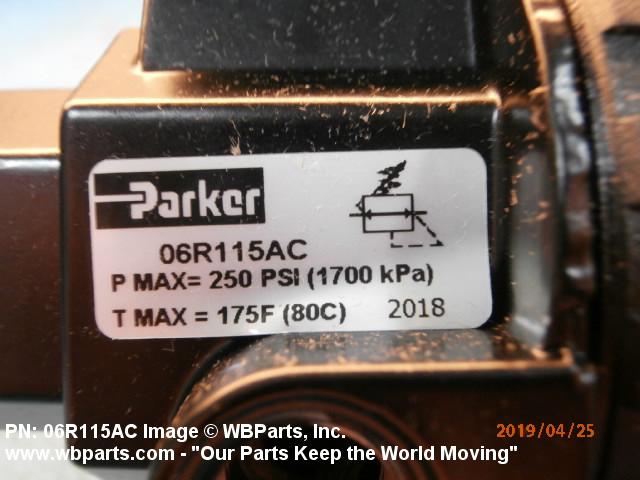 Parker
06R115AC
P MAX= 250 PSI (1700 kPa)
T MAX = 175F (80C) 2018
PN: 06R115AC Image © WBParts, Inc. 2019/04/25
www.wbparts.com - "Our Parts Keep the World Moving"